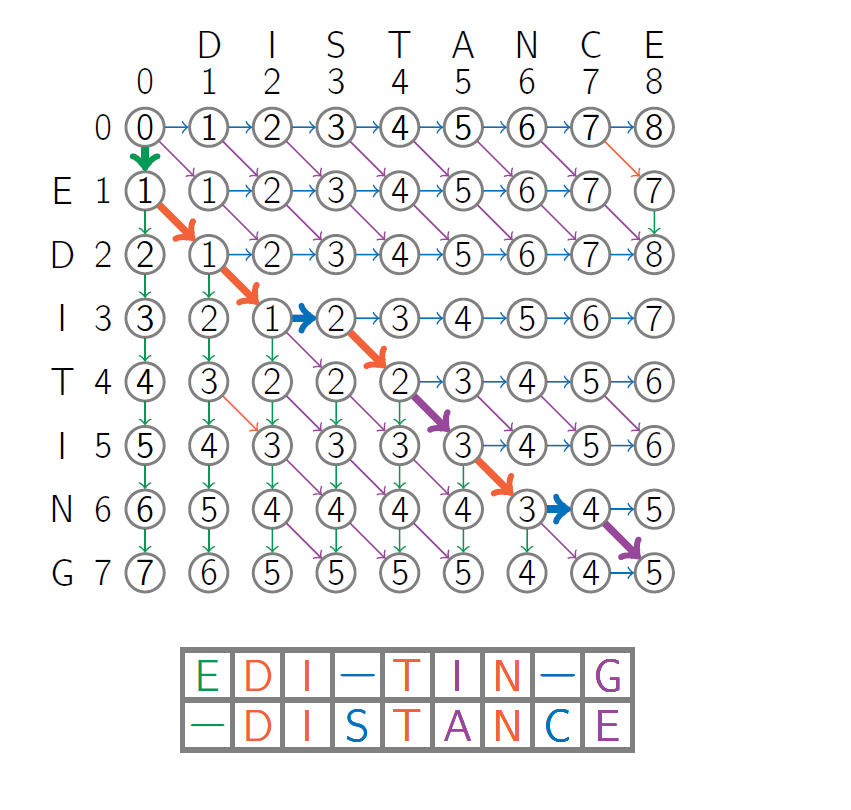 D I S T A N C E
0 1 2 3 4 5 6 7 8
0 0 1 2 3 4 5 6 7 8
E 1 1 1 2 3 4 5 6 7 7
D 2 2 1 2 3 4 5 6 7 8
I 3 3 2 1 2 3 4 5 6 7
T 4 4 3 2 2 2 3 4 5 6
I 5 5 4 3 3 3 3 4 5 6
N 6 6 5 4 4 4 4 3 4 5
G 7 7 6 5 5 5 5 4 4 5
E D I — T I N — G
— D I S T A N C E